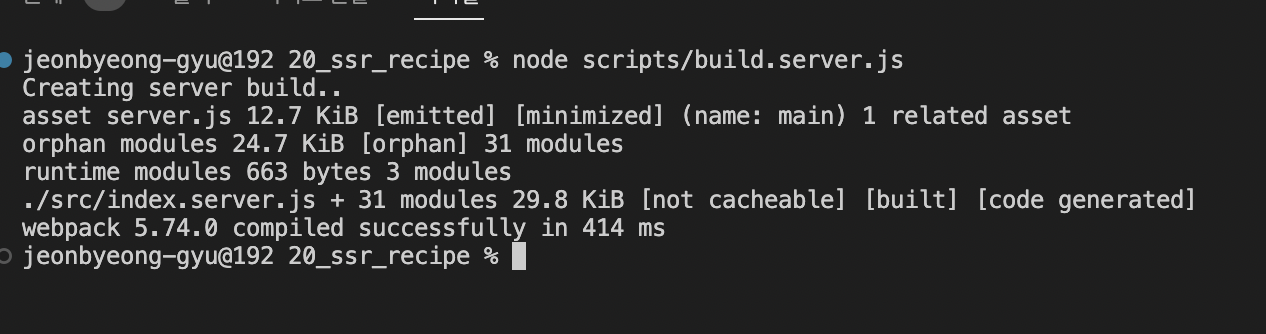 jeonbyeong-gyu@192 20_ssr_recipe % node scripts/build.server.js
Creating server build..
asset server.js 12.7 KiB [emitted] [minimized] (name: main) 1 related asset
orphan modules 24.7 KiB [orphan] 31 modules
runtime modules 663 bytes 3 modules
./src/index.server.js + 31 modules 29.8 KiB [not cacheable] [built] [code generated]
webpack 5.74.0 compiled successfully in 414 ms
jeonbyeong-gyu@192 20_ssr_recipe %